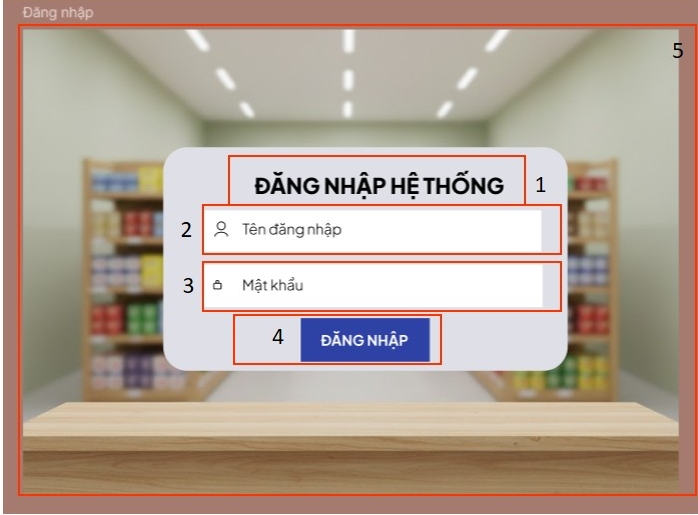 Đăng nhập
5
ĐĂNG NHẬP HỆ THỐNG 1
2 Tên đăng nhập
3 Mật khẩu
4 ĐĂNG NHẬP